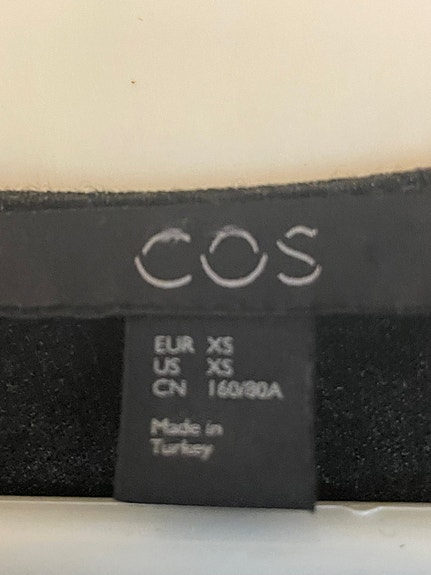 COS
EUR XS
US XS
CN 160/80A
Made in
Turkey